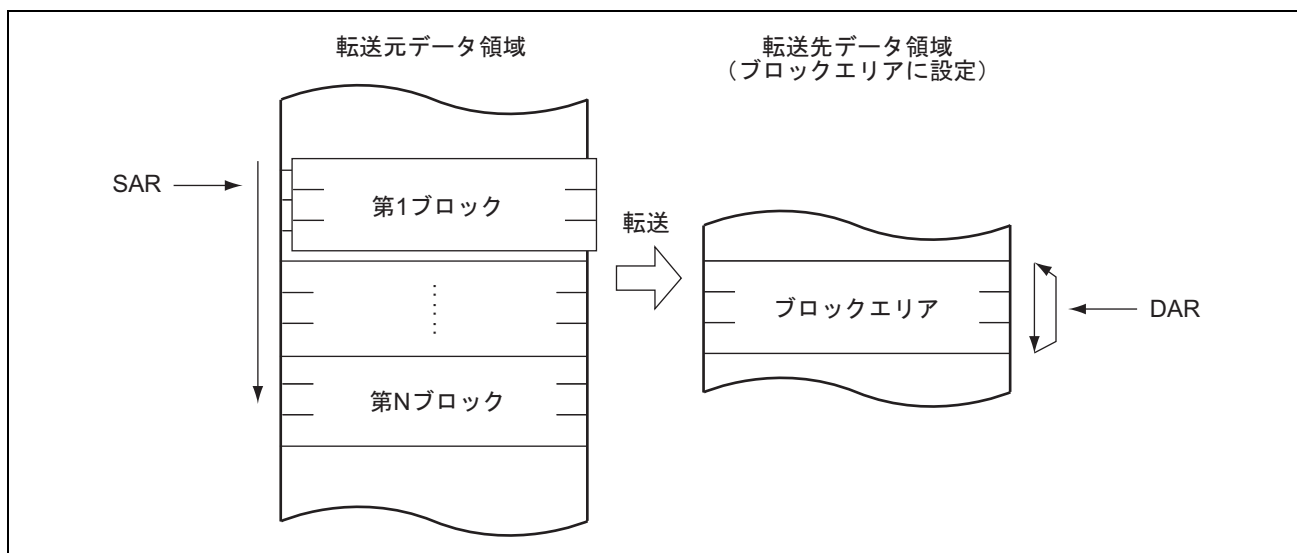 転送元データ領域
転送先データ領域
（ブロックエリアに設定）
SAR
第1ブロック
転送
ブロックエリア
DAR
第Nブロック